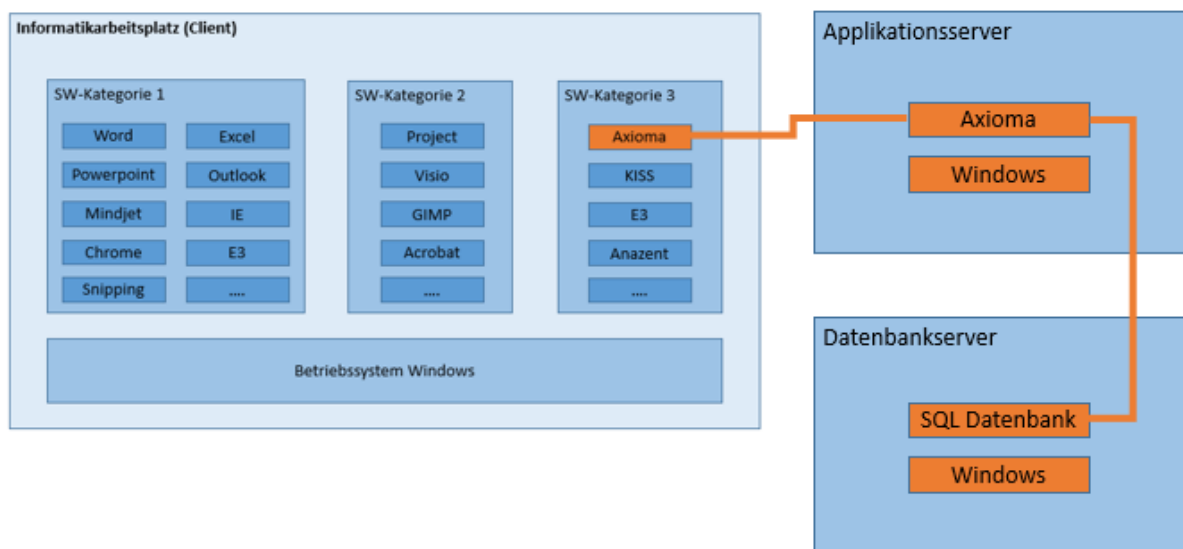 Informatikarbeitsplatz (Client)
SW-Kategorie 1
Word
Excel
Powerpoint
Outlook
Mindjet
IE
Chrome
E3
Snipping
....
SW-Kategorie 2
Project
Visio
GIMP
Acrobat
....
SW-Kategorie 3
Axioma
KISS
E3
Anazent
....
Betriebssystem Windows
Applikationsserver
Axioma
Windows
Datenbankserver
SQL Datenbank
Windows